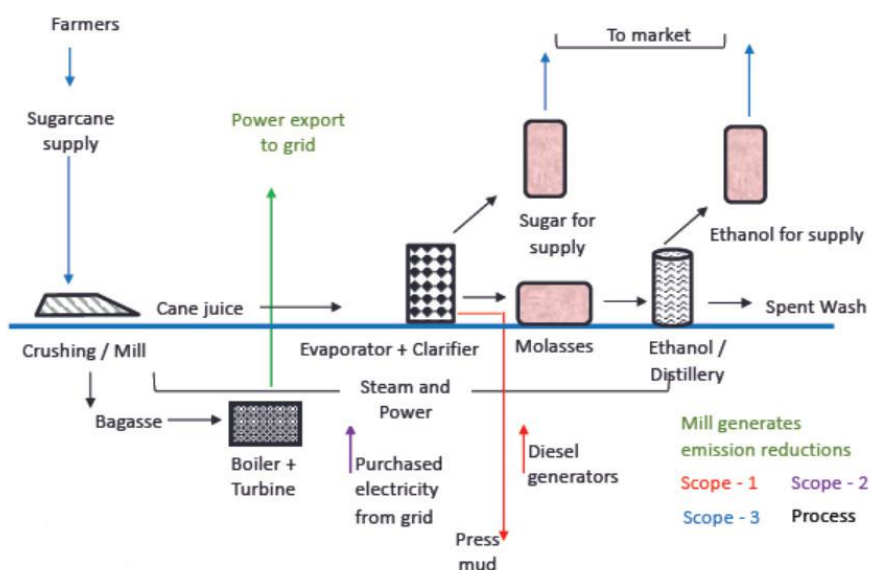 Farmers
To market
Sugarcane
supply
Power export
to grid
Sugar for
supply
Ethanol for supply
Cane juice
Spent Wash
Crushing / Mill
Evaporator + Clarifier
Molasses
Ethanol /
Distillery
Steam and
Power
Bagasse
Boiler +
Turbine
Purchased
electricity
from grid
Diesel
generators
Press
mud
Mill generates
emission reductions
Scope - 1 Scope - 2
Scope - 3 Process